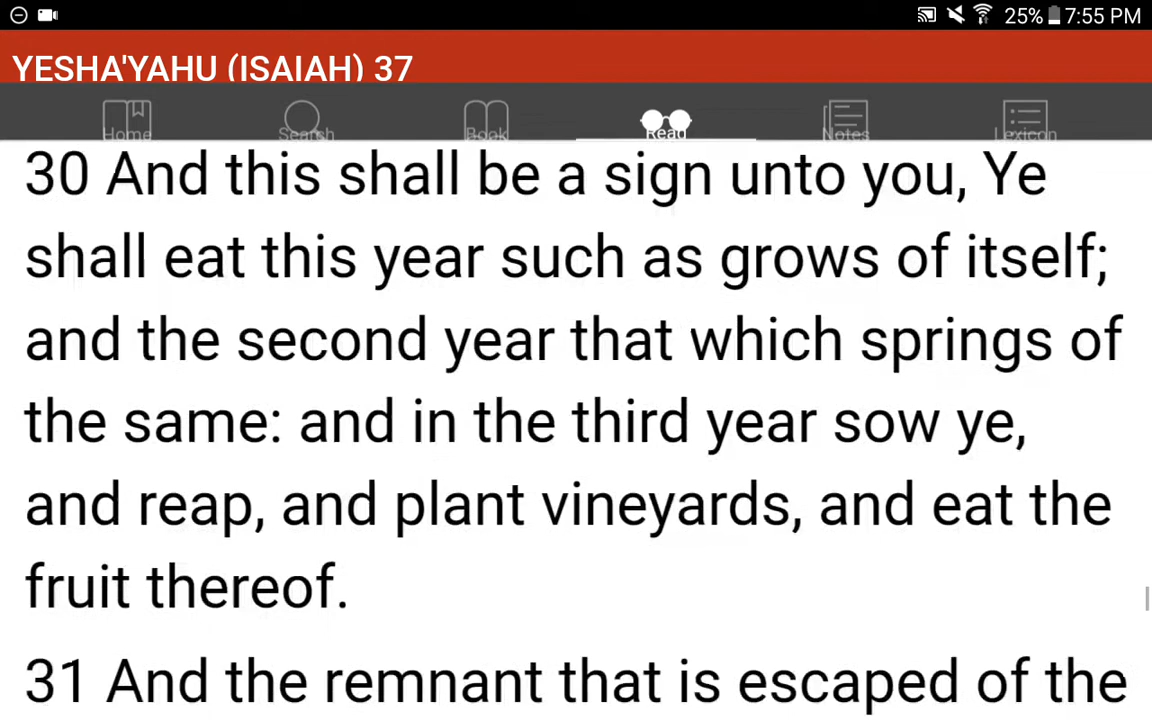 25% 7:55 PM
YESHA'YAHU (ISAIAH) 37
Home Search Book Read Notes Lexicon
30 And this shall be a sign unto you, Ye
shall eat this year such as grows of itself;
and the second year that which springs of
the same: and in the third year sow ye,
and reap, and plant vineyards, and eat the
fruit thereof.
31 And the remnant that is escaped of the